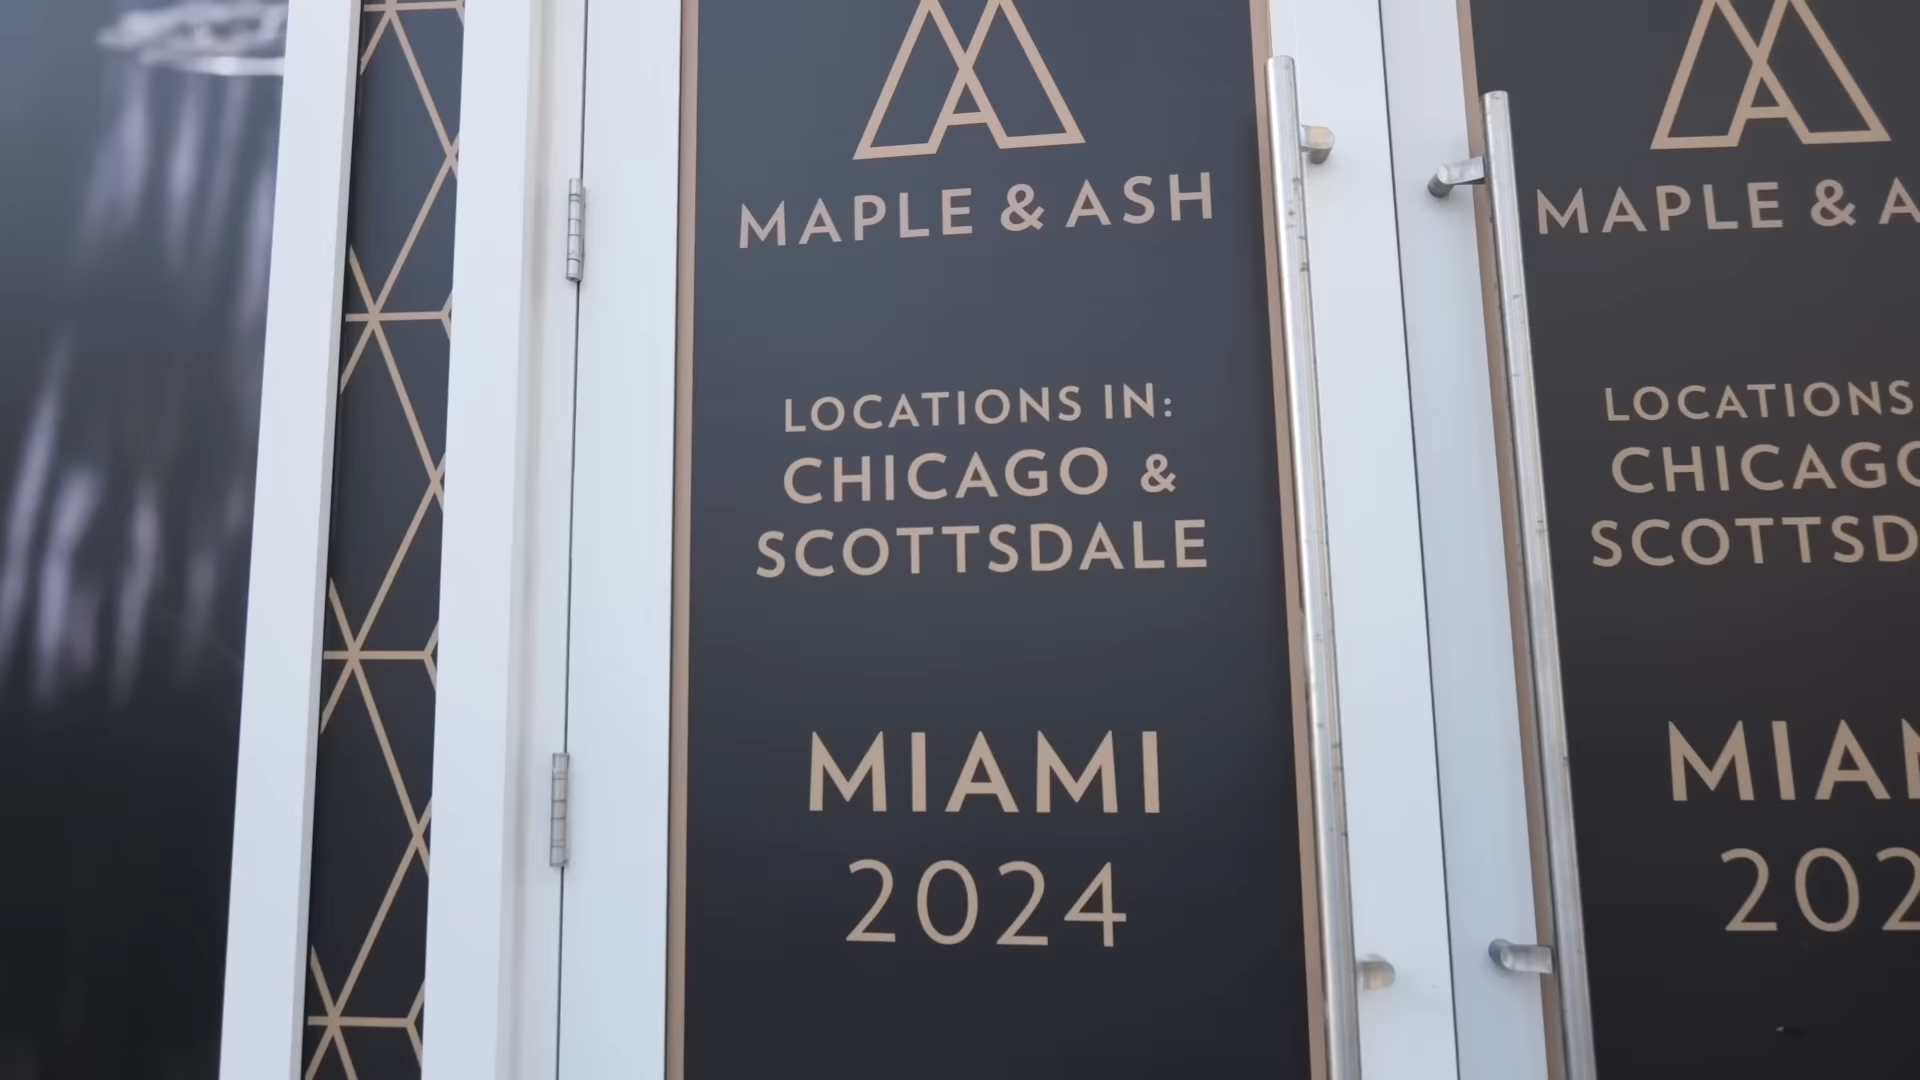 MAPLE & ASH
LOCATIONS IN:
CHICAGO &
SCOTTSDALE
MIAMI
2024
MAPLE & A
LOCATIONS
CHICAGO
SCOTTSD
MIAM
202